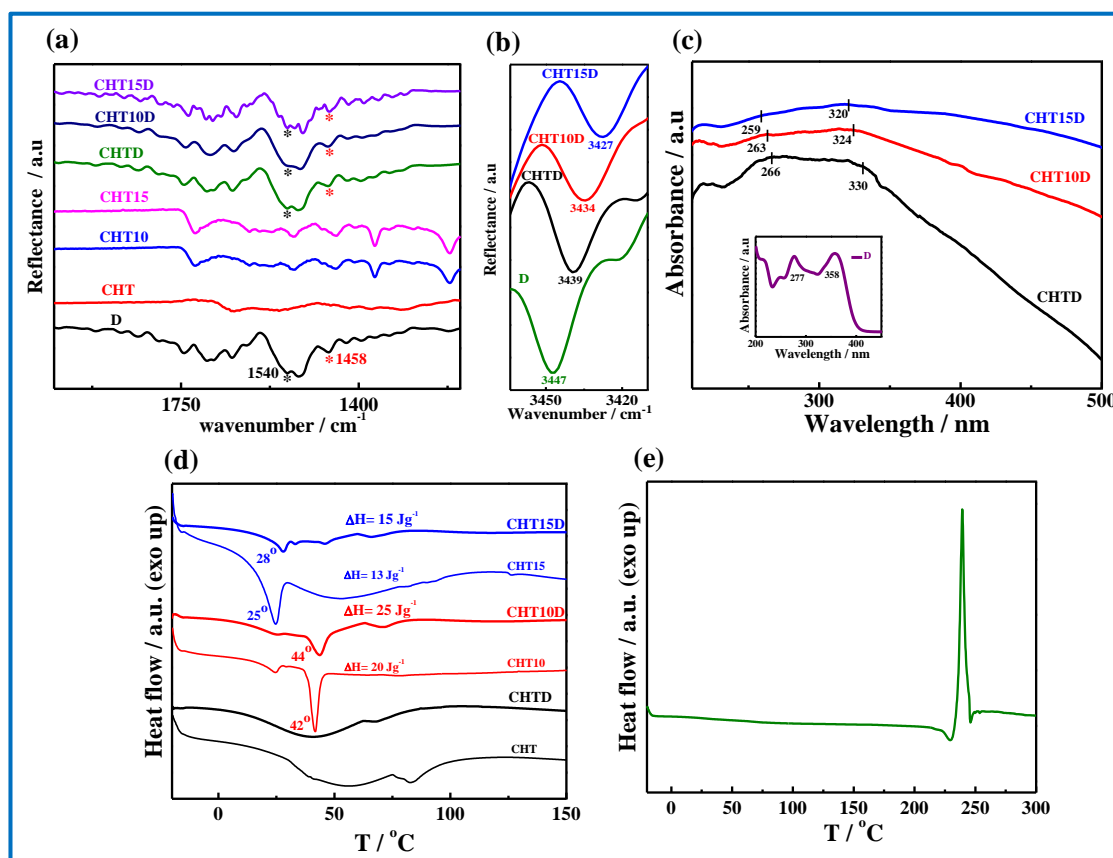 (a)
Reflectance / a.u
CHT15D
CHT10D
CHTD
CHT15
CHT10
CHT
D
*
*
*
*
*
*
1540
*
*1458
1750
1400
wavenumber / cm-1
(b)
Reflectance / a.u
CHT15D
3427
CHT10D
3434
CHTD
3439
D
3447
3450
3420
Wavenumber / cm-1
(c)
Absorbance / a.u
320
CHT15D
259
324
263
CHT10D
266
330
CHTD
Absorbance / a.u
D
277
358
200
300
400
Wavelength / nm
300
400
500
Wavelength / nm
(d)
Heat flow / a.u. (exo up)
ΔH= 15 Jg-1
CHT15D
28o
ΔH= 13 Jg-1
CHT15
25o
ΔH= 25 Jg-1
CHT10D
44o
ΔH= 20 Jg-1
CHT10
42o
CHTD
CHT
0
50
100
150
T / oC
(e)
Heat flow / a.u. (exo up)
0
50
100
150
200
250
300
T / oC